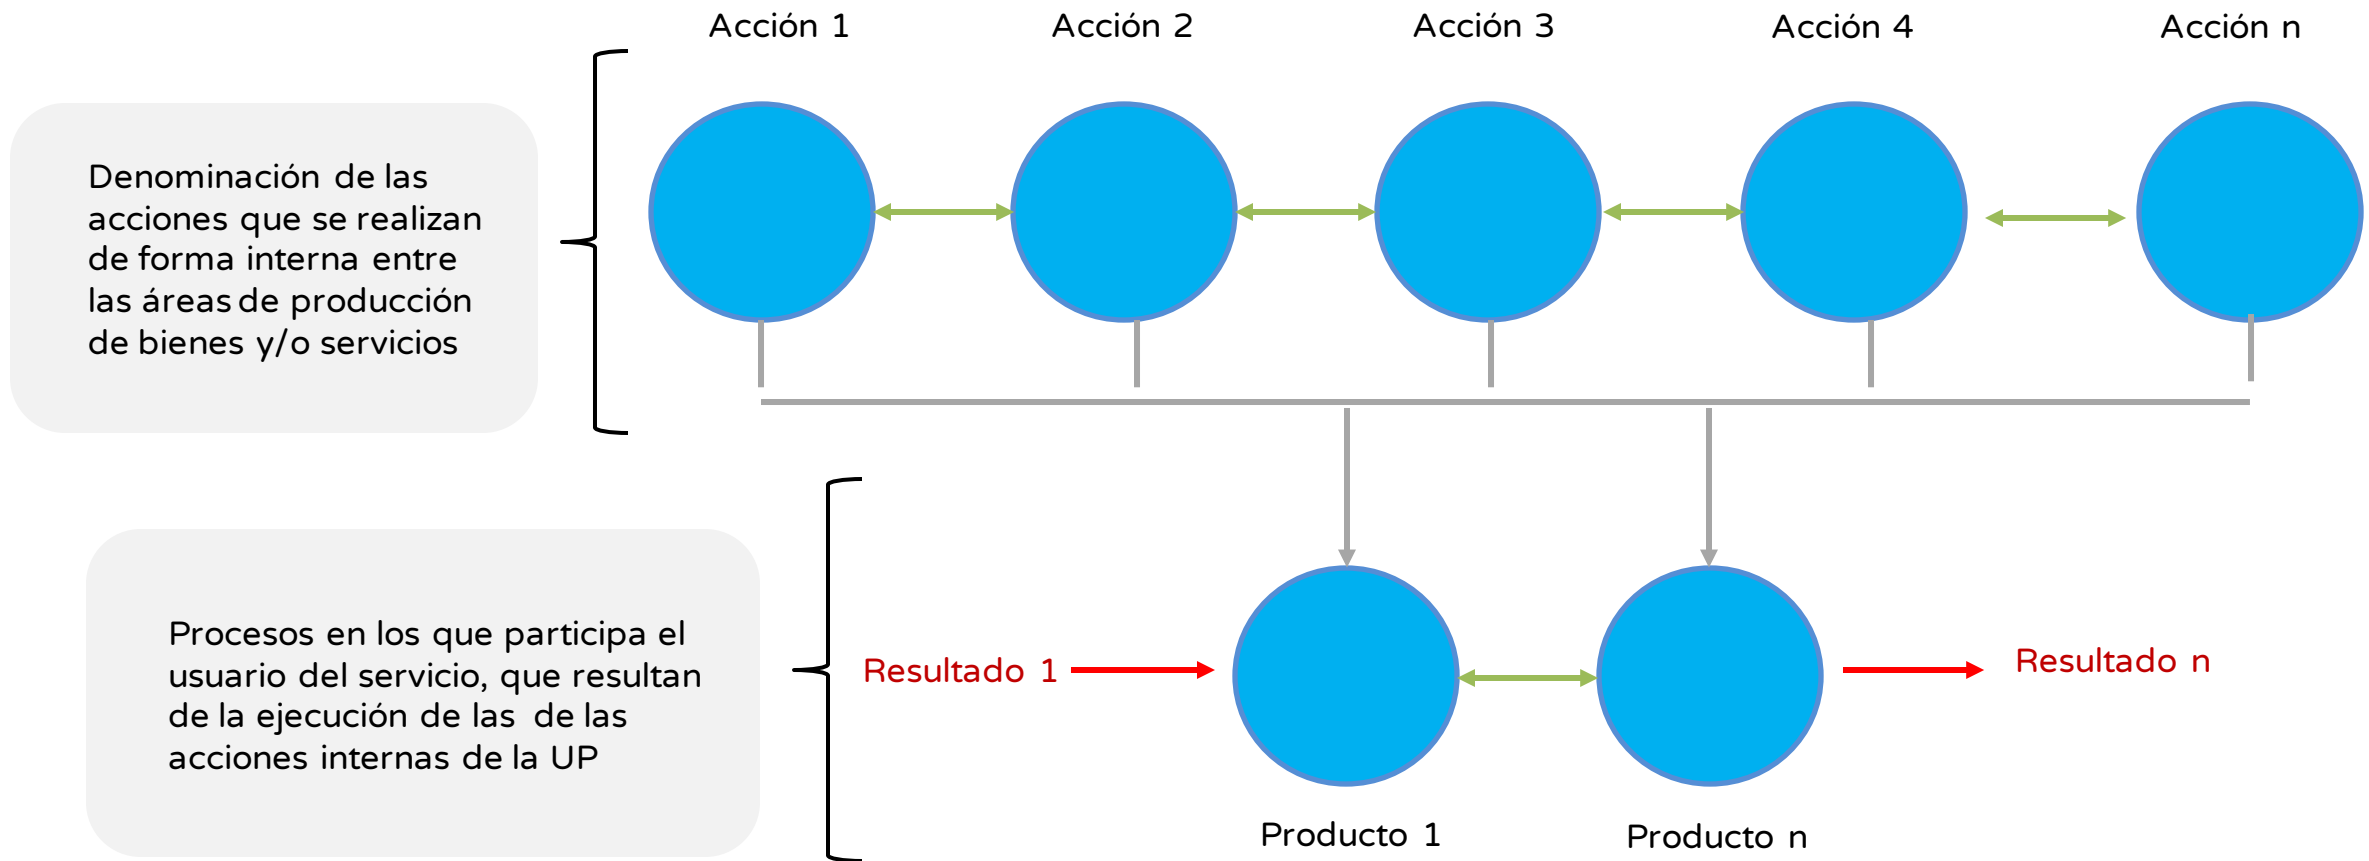 Acción 1
Acción 2
Acción 3
Acción 4
Acción n
Denominación de las
acciones que se realizan
de forma interna entre
las áreas de producción
de bienes y/o servicios
Procesos en los que participa el
usuario del servicio, que resultan
de la ejecución de las de las
acciones internas de la UP
Resultado 1
Resultado n
Producto 1
Producto n